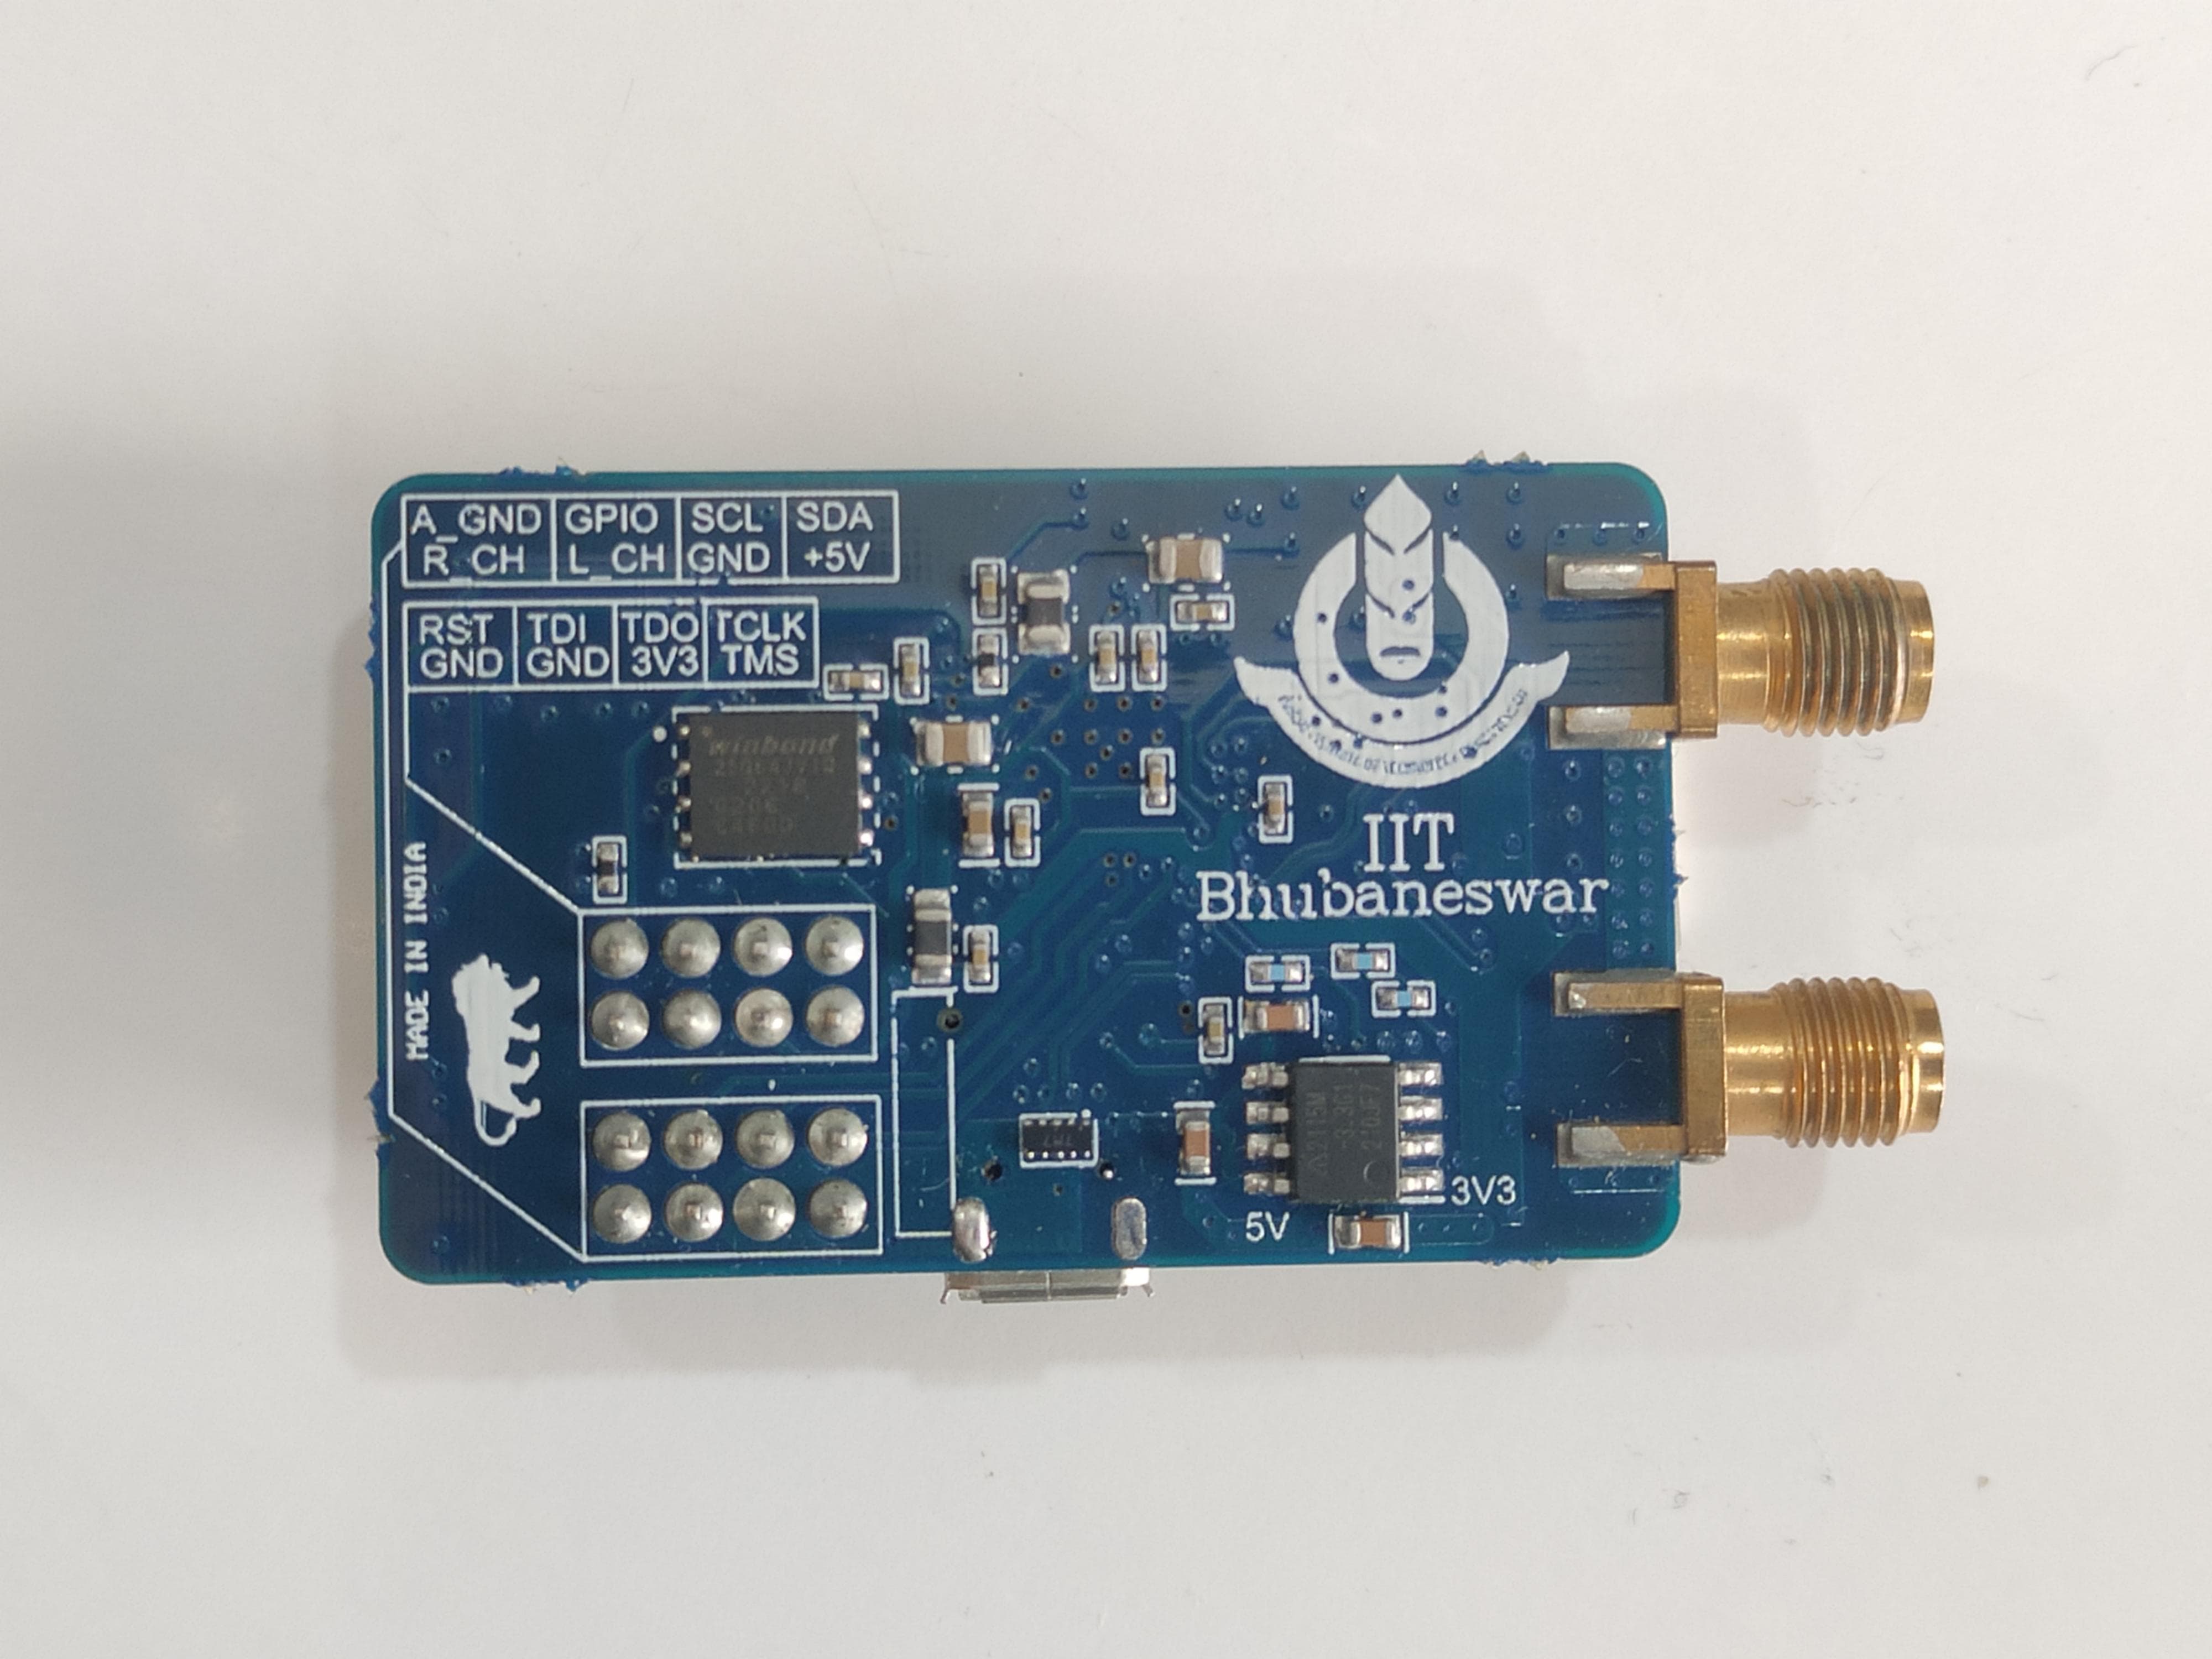 A_GND GPIO SCL SDA
R_CH L_CH GND +5V
RST TDI TDO TCLK
GND GND 3V3 TMS
winbond
MADE IN INDIA
IIT
Bhubaneswar
3V3
5V